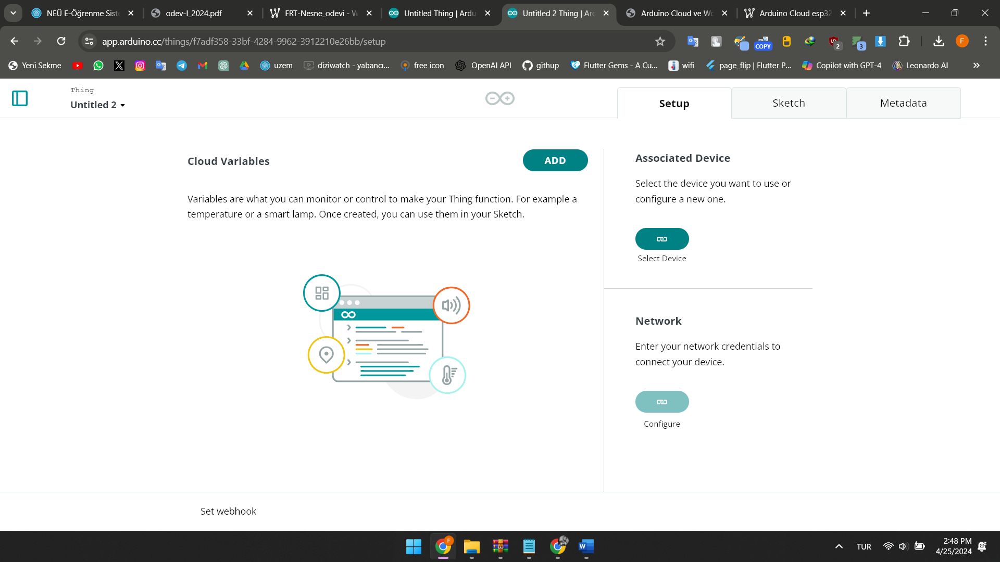 NEÜ E-Öğrenme Siste
odev-I_2024.pdf
FRT-Nesne_odevi - W
Untitled Thing | Ardu
Untitled 2 Thing | Arc
Arduino Cloud ve Wo
Arduino Cloud esp32
app.arduino.cc/things/f7adf358-33bf-4284-9962-3912210e26bb/setup
COPY
2
3
F
Yeni Sekme
uzem
diziwatch - yabancı...
free icon
OpenAI API
githup
Flutter Gems - A Cu...
wifi
page_flip | Flutter P...
Copilot with GPT-4
Leonardo AI
Thing
Untitled 2
Setup
Sketch
Metadata
Cloud Variables
ADD
Variables are what you can monitor or control to make your Thing function. For example a
temperature or a smart lamp. Once created, you can use them in your Sketch.
Associated Device
Select the device you want to use or
configure a new one.
Select Device
Network
Enter your network credentials to
connect your device.
Configure
Set webhook
F
W
TUR
2:48 PM
4/25/2024